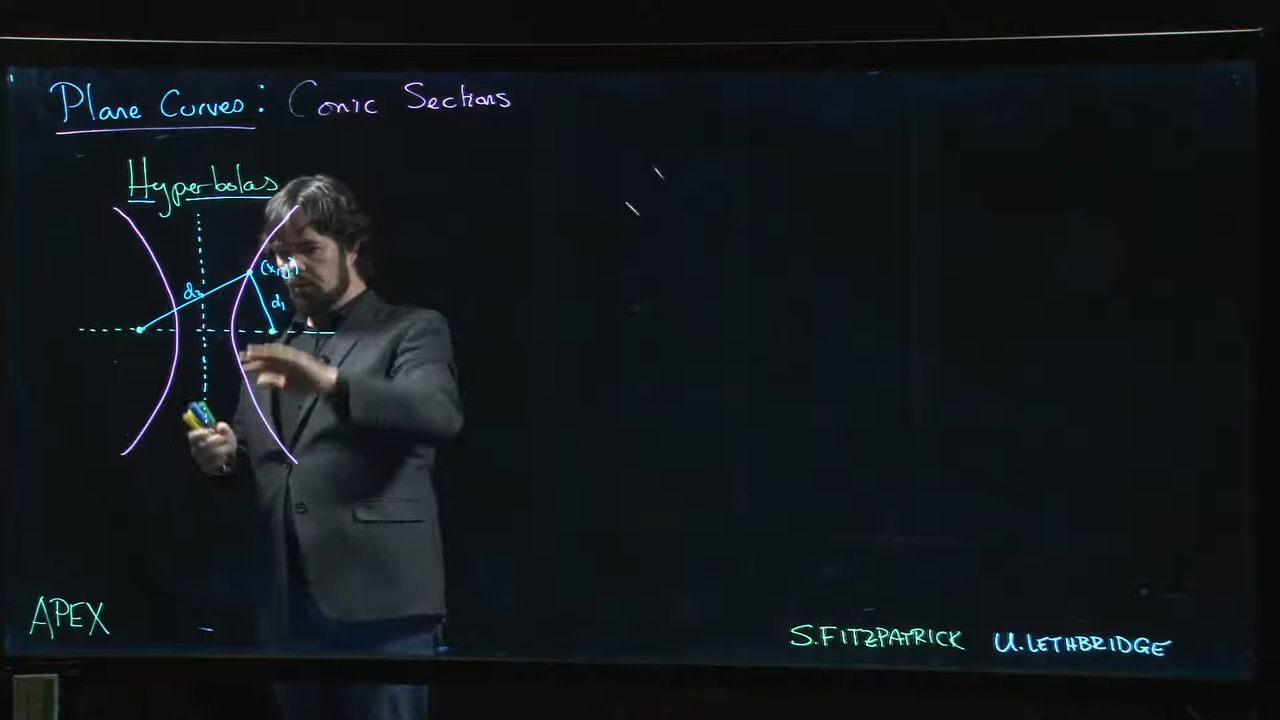 Plane Curves: Conic Sections
Hyperbolas
(x,y)
d₂
d₁
APEX
S.FITZPATRICK U.LETHBRIDGE